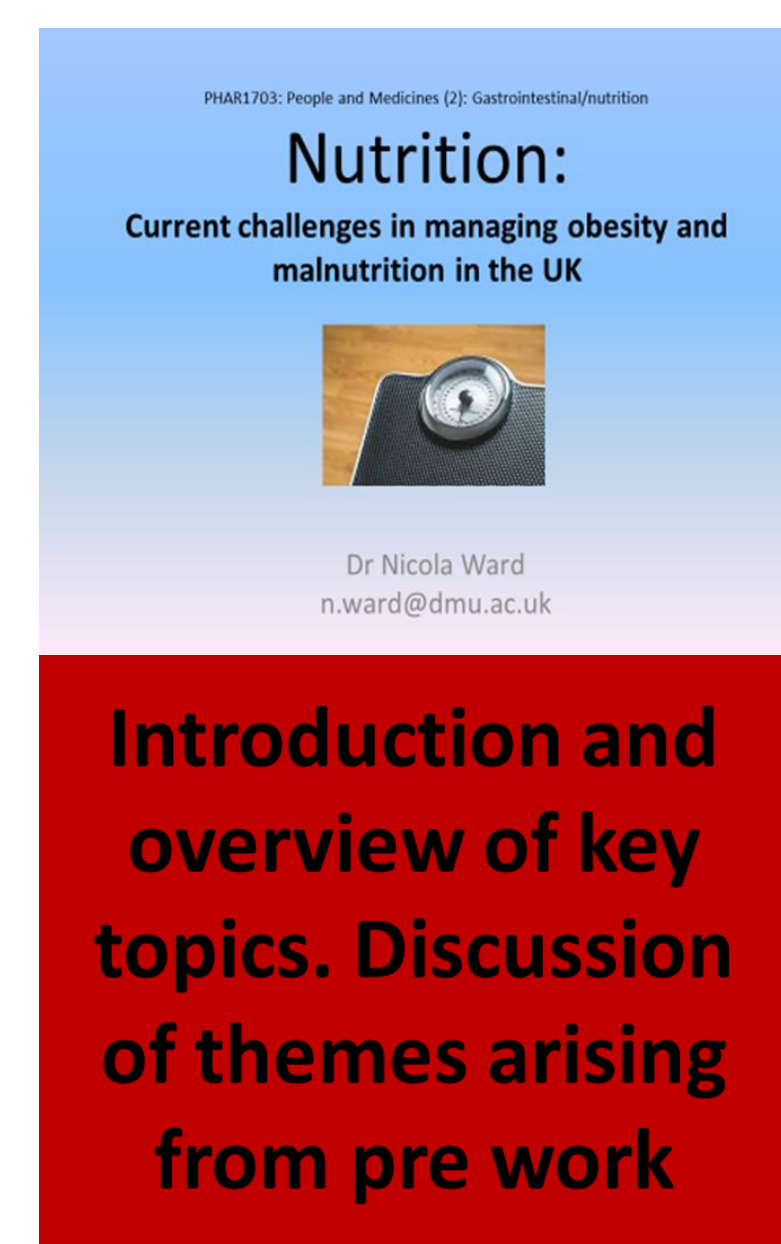 PHAR1703: People and Medicines (2): Gastrointestinal/nutrition
Nutrition:
Current challenges in managing obesity and
malnutrition in the UK
Dr Nicola Ward
n.ward@dmu.ac.uk
Introduction and
overview of key
topics. Discussion
of themes arising
from pre work